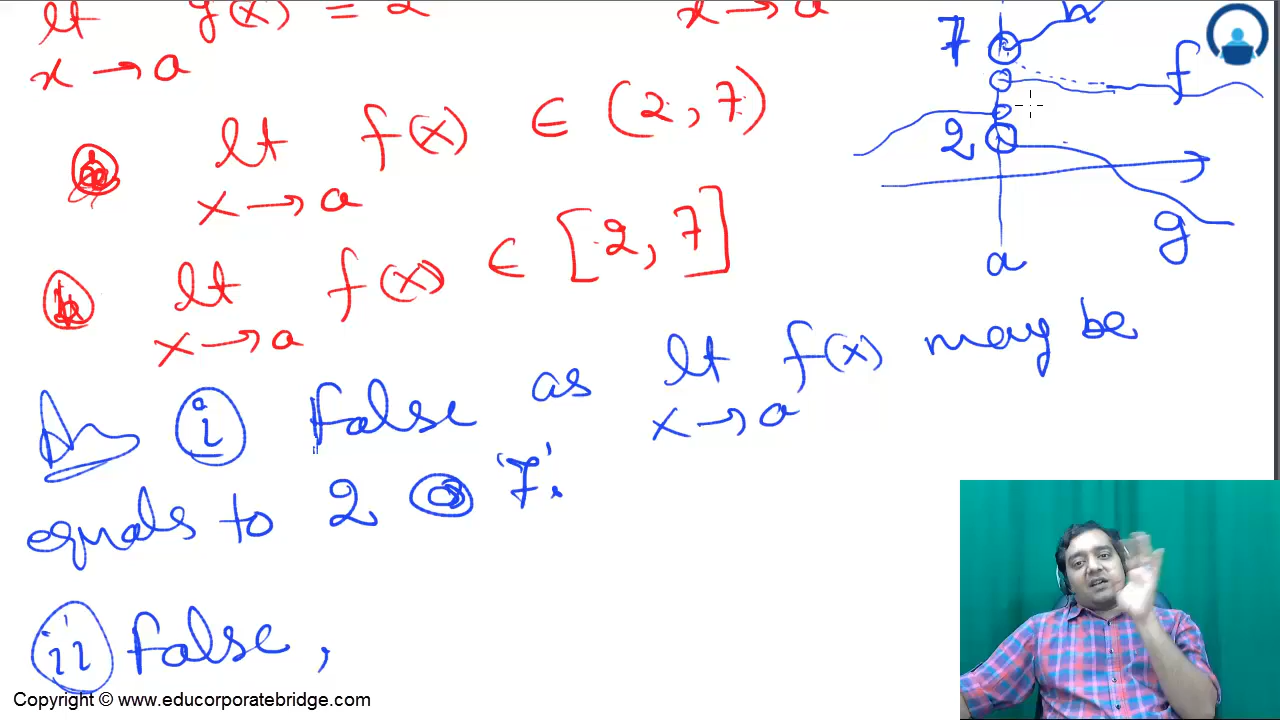 lt g(x) = 2
x → a x → a
a lt f(x) ∈ (2, 7)
x → a
b lt f(x) ∈ [2, 7]
x → a
7
f
2
g
a
Ans i False as lt f(x) may be
x → a
equals to 2 or '7'.
ii False,
Copyright © www.educorporatebridge.com